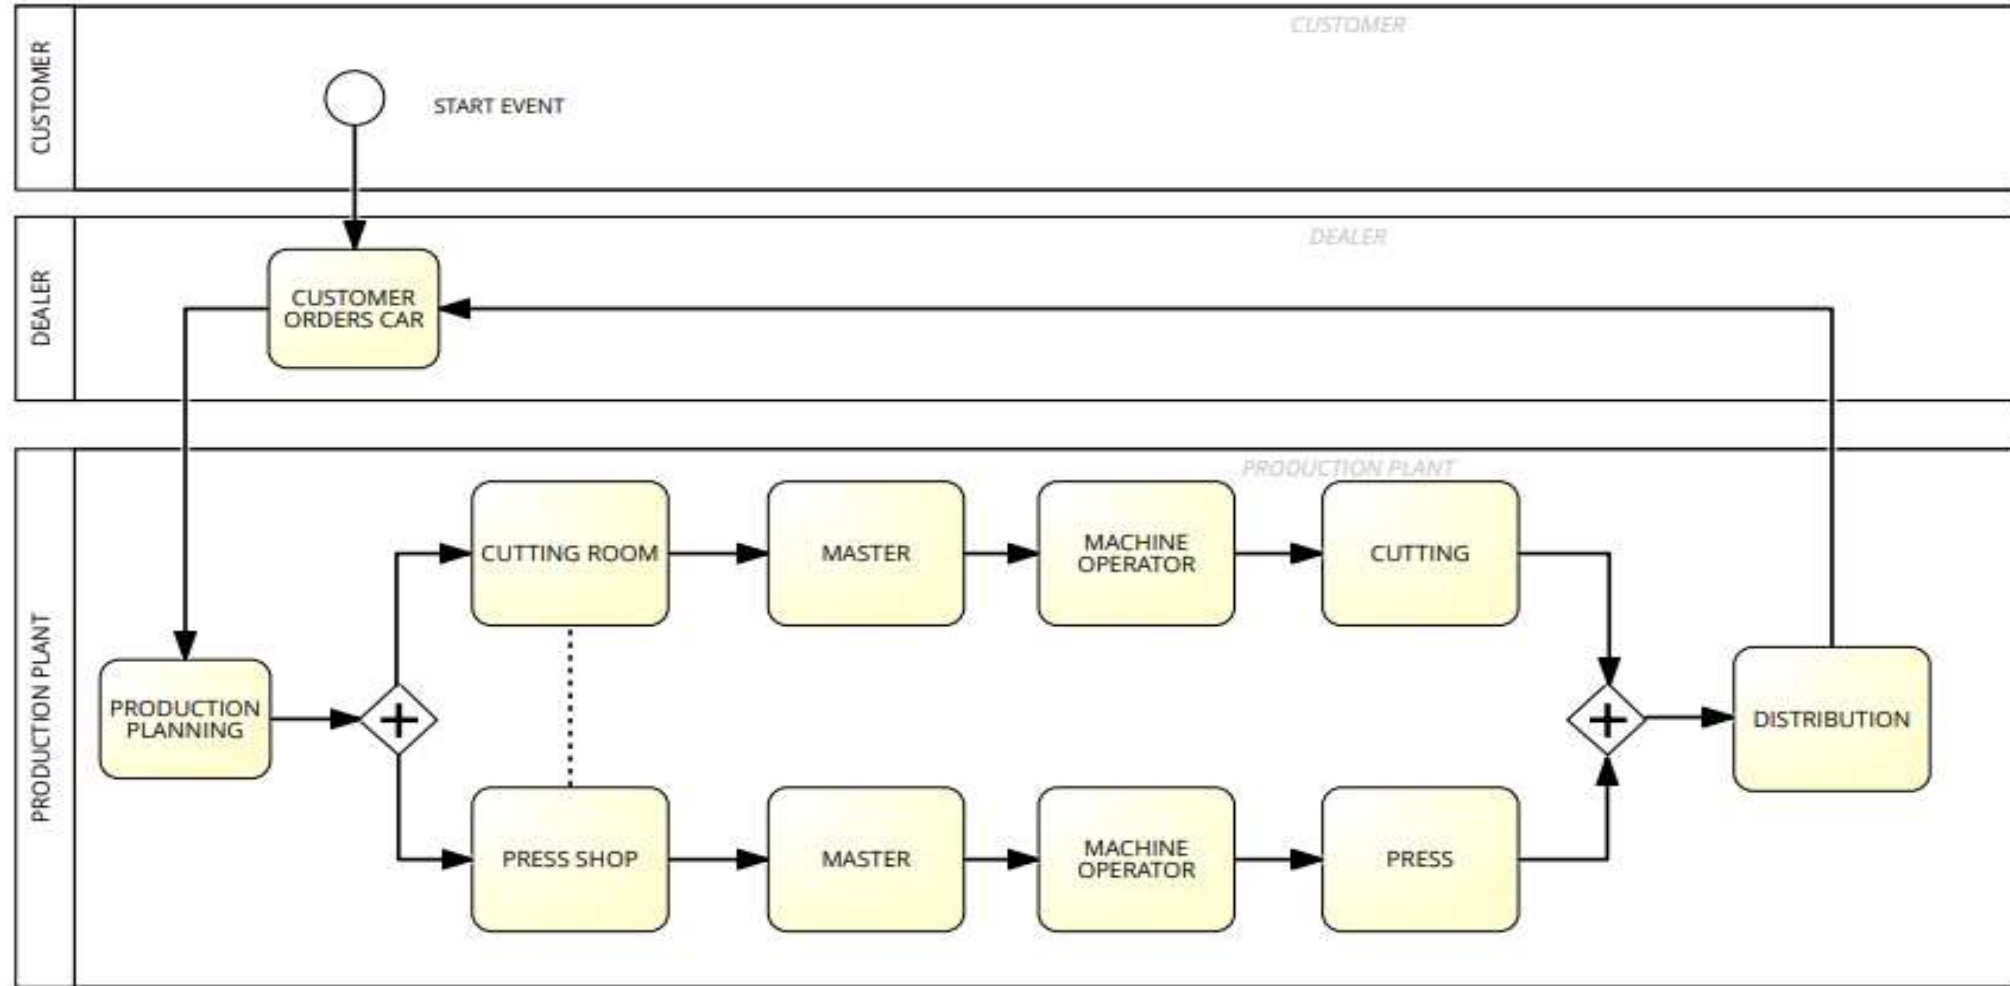 CUSTOMER
CUSTOMER
START EVENT
DEALER
DEALER
CUSTOMER
ORDERS CAR
PRODUCTION PLANT
PRODUCTION PLANT
CUTTING ROOM
MASTER
MACHINE
OPERATOR
CUTTING
PRODUCTION
PLANNING
DISTRIBUTION
PRESS SHOP
MASTER
MACHINE
OPERATOR
PRESS